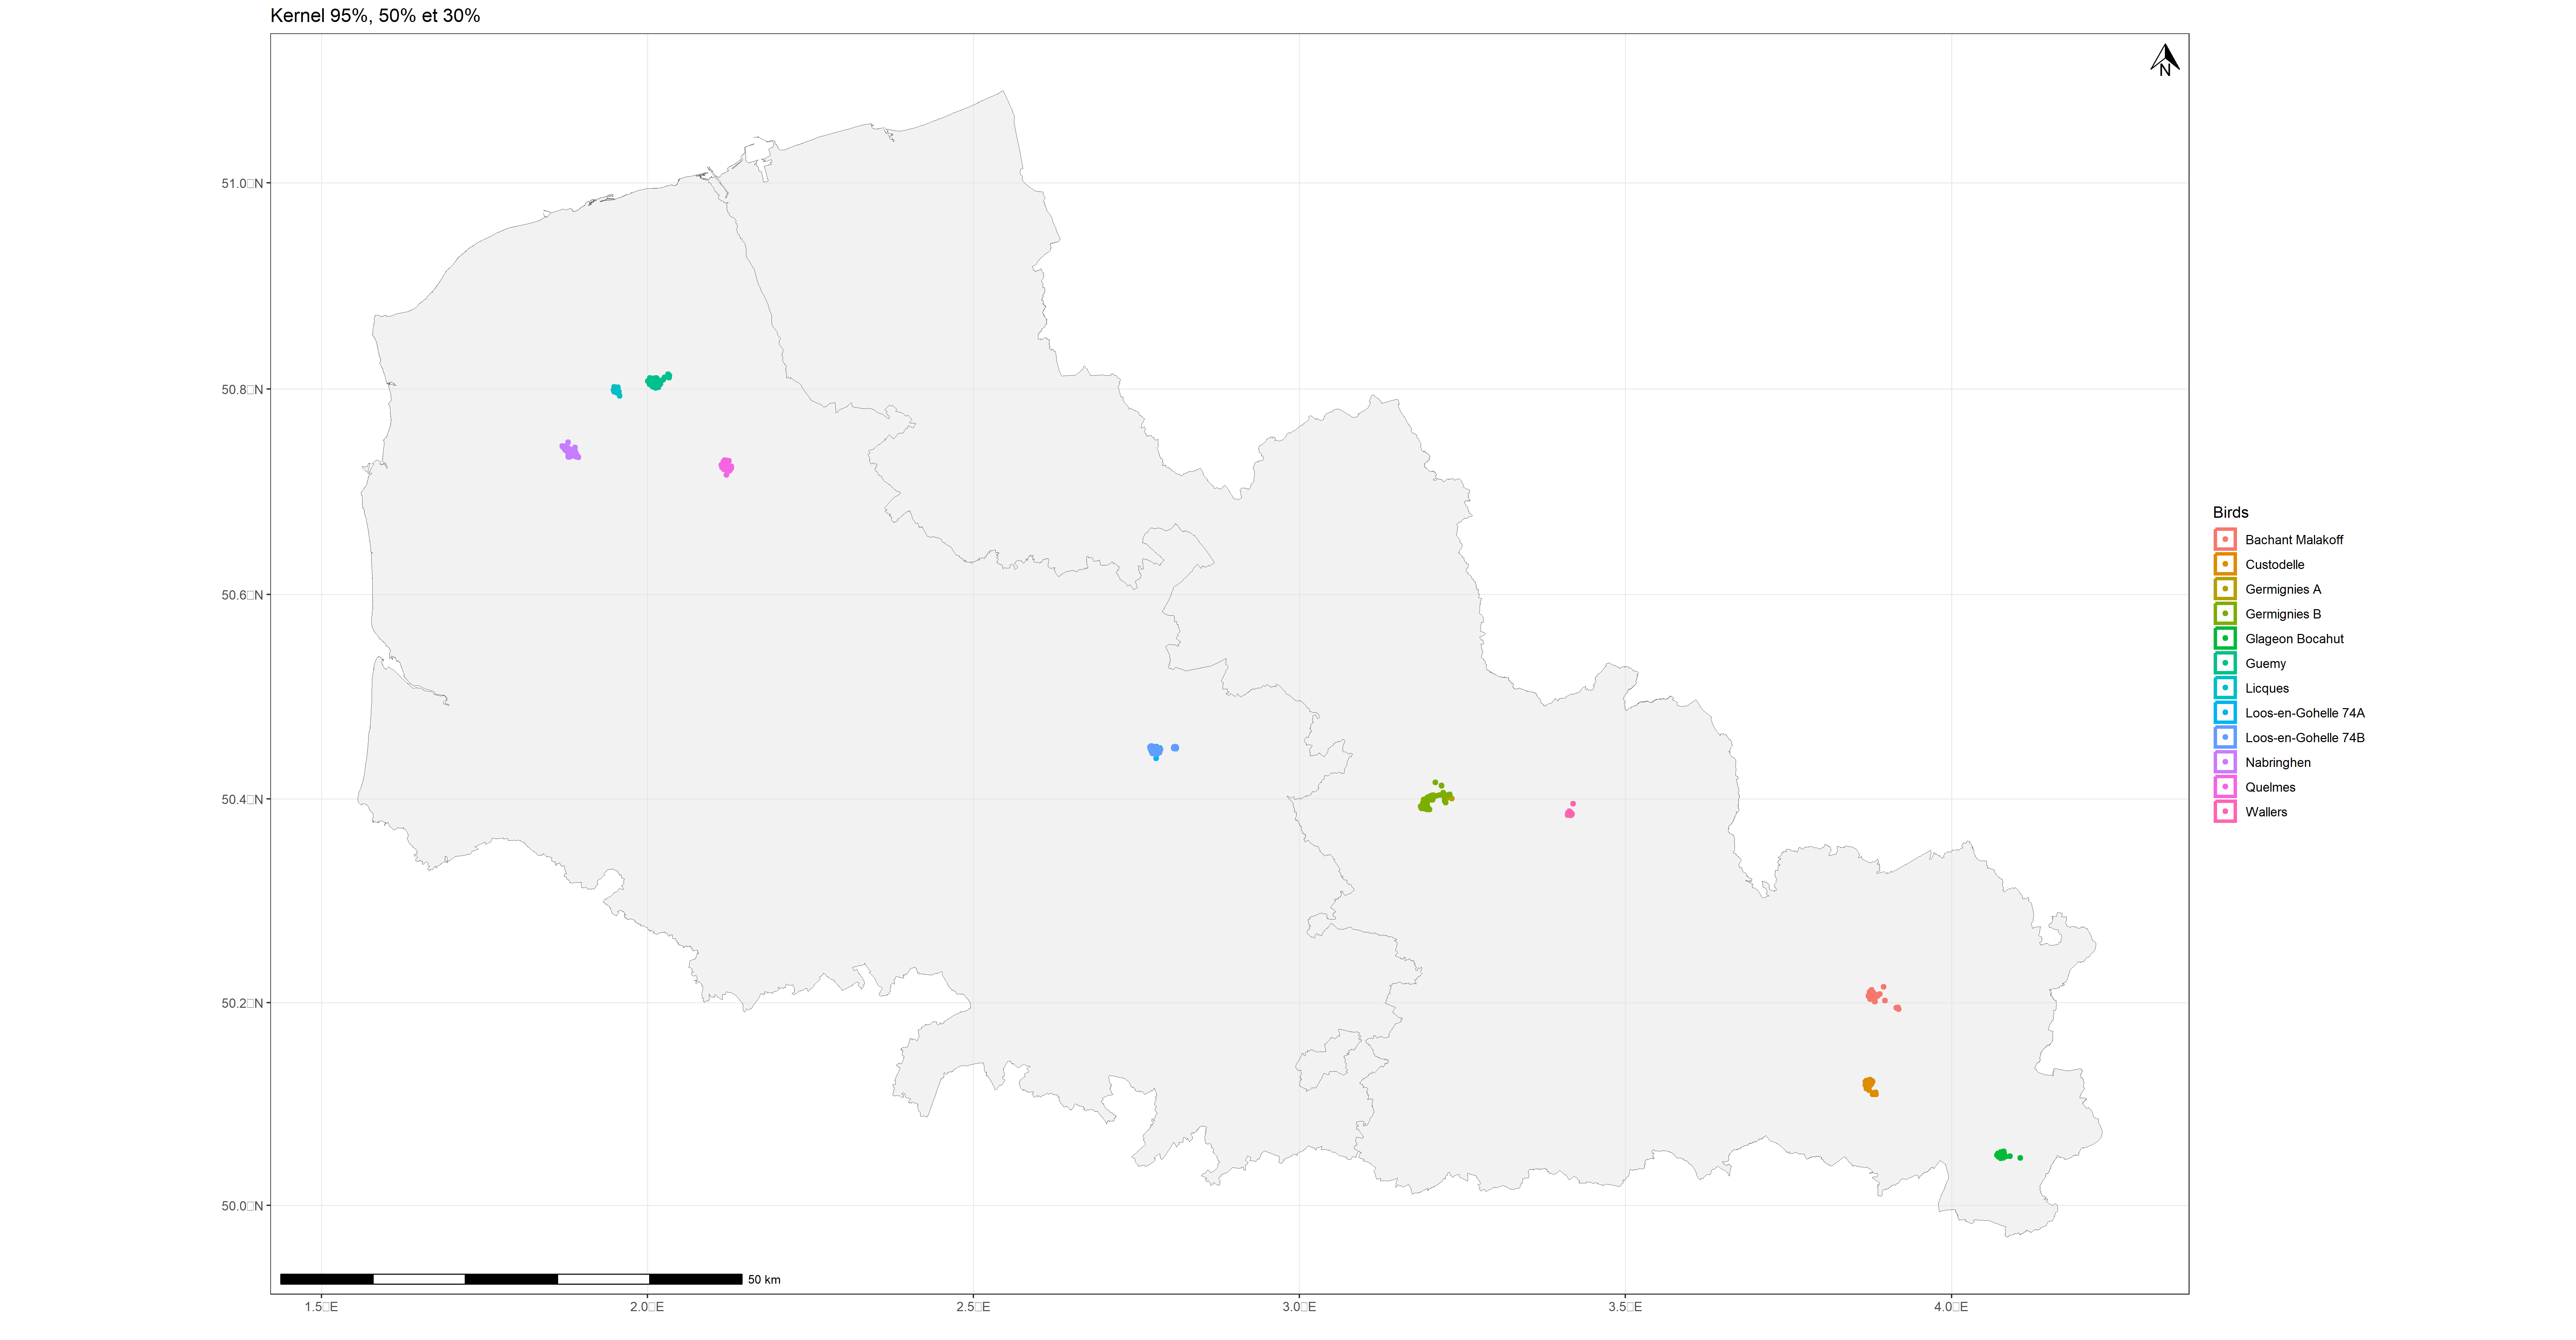 Kernel 95%, 50% et 30%
N
51.0□N
50.8□N
50.6□N
50.4□N
50.2□N
50.0□N
50 km
1.5□E
2.0□E
2.5□E
3.0□E
3.5□E
4.0□E
Birds
Bachant Malakoff
Custodelle
Germignies A
Germignies B
Glageon Bocahut
Guemy
Licques
Loos-en-Gohelle 74A
Loos-en-Gohelle 74B
Nabringhen
Quelmes
Wallers